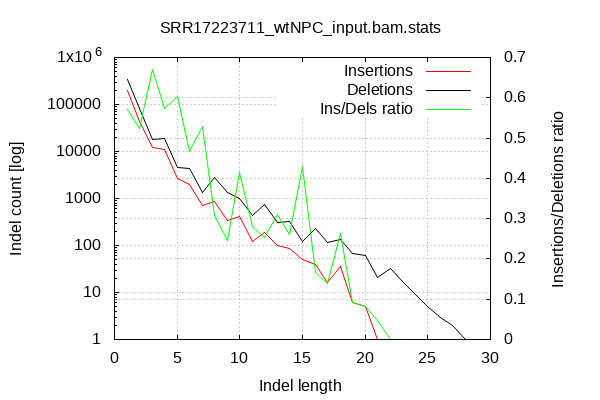 SRR17223711_wtNPC_input.bam.stats
1x10^6
100000
10000
1000
100
10
1
0.7
0.6
0.5
0.4
0.3
0.2
0.1
0
Insertions
Deletions
Ins/Dels ratio
Indel count [log]
Insertions/Deletions ratio
0 5 10 15 20 25 30
Indel length